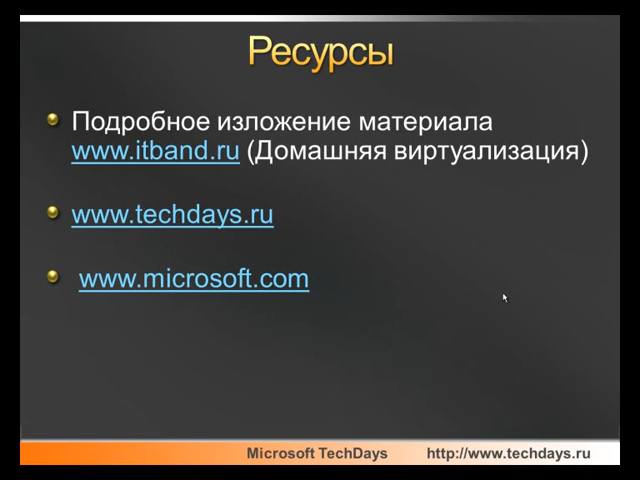 Ресурсы
Подробное изложение материала
www.itband.ru (Домашняя виртуализация)
www.techdays.ru
www.microsoft.com
Microsoft TechDays http://www.techdays.ru